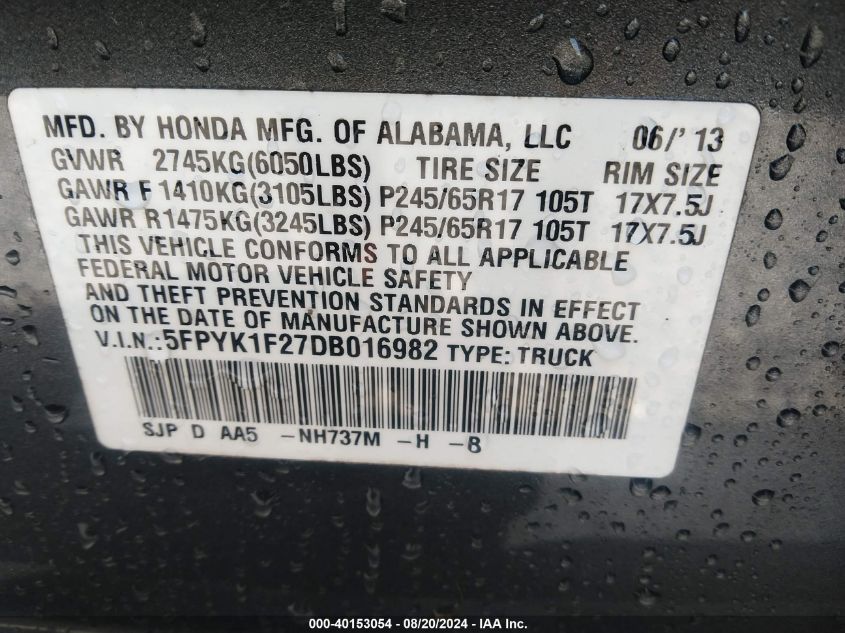 MFD. BY HONDA MFG. OF ALABAMA, LLC 06/'13
GVWR 2745KG(6050LBS) TIRE SIZE RIM SIZE
GAWR F 1410KG(3105LBS) P245/65R17 105T 17X7.5J
GAWR R1475KG(3245LBS) P245/65R17 105T 17X7.5J
THIS VEHICLE CONFORMS TO ALL APPLICABLE
FEDERAL MOTOR VEHICLE SAFETY
AND THEFT PREVENTION STANDARDS IN EFFECT
ON THE DATE OF MANUFACTURE SHOWN ABOVE.
V.I.N.:5FPYK1F27DB016982 TYPE: TRUCK
SJP D AA5 -NH737M -H -B
000-40153054 - 08/20/2024 - IAA Inc.